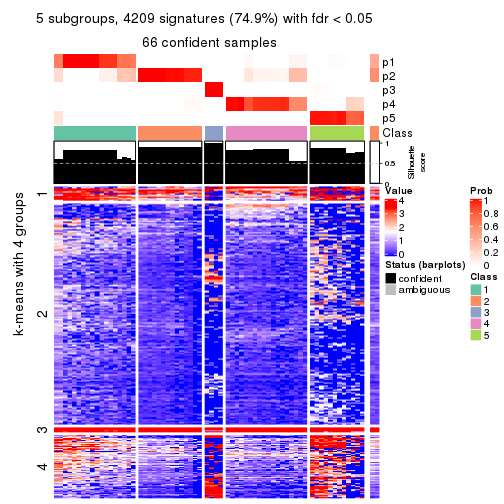 5 subgroups, 4209 signatures (74.9%) with fdr < 0.05
66 confident samples
p1
p2
p3
p4
p5
Class
1
0.5
0
Silhouette
score
k-means with 4 groups
1
2
3
4
Value
4
3
2
1
0
Status (barplots)
confident
ambiguous
Prob
1
0.8
0.6
0.4
0.2
0
Class
1
2
3
4
5